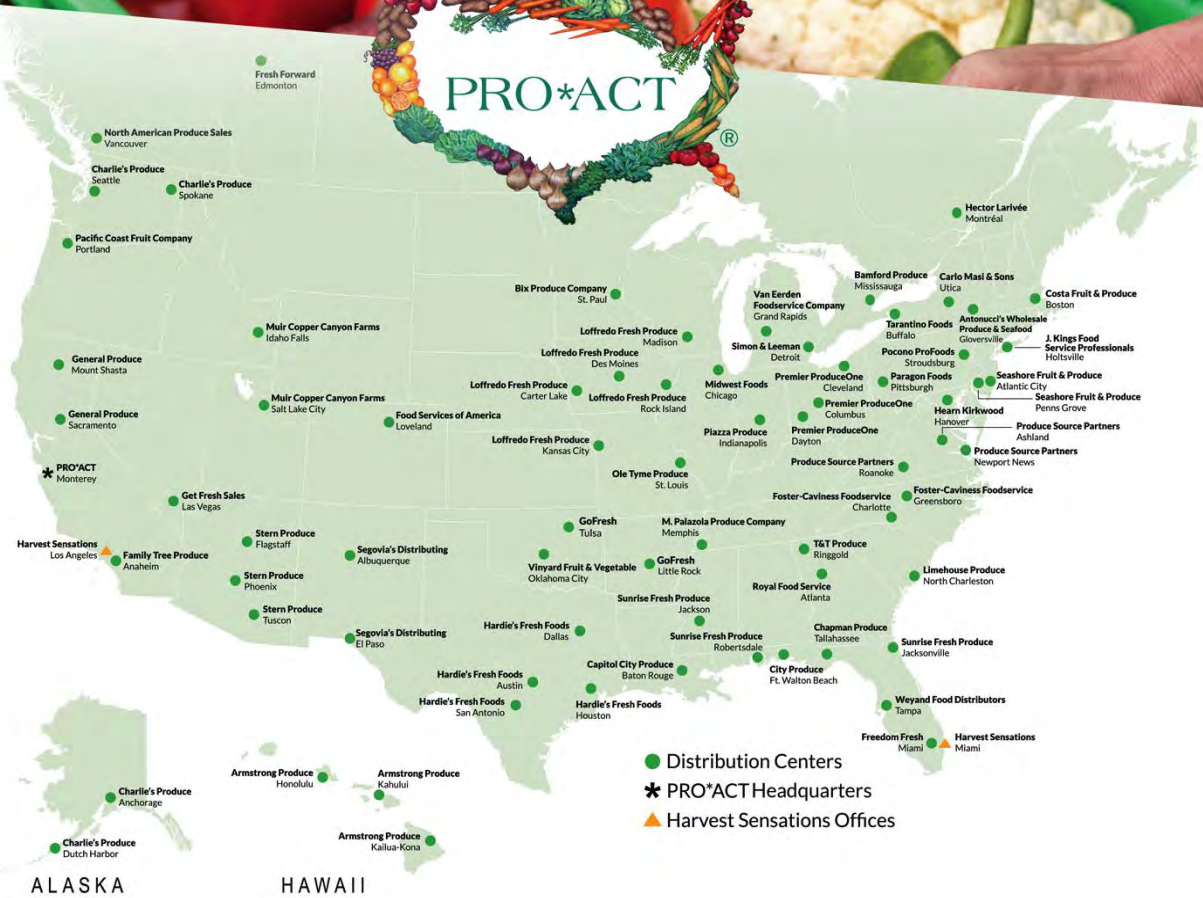 PRO*ACT
®
Fresh Forward
Edmonton
North American Produce Sales
Vancouver
Charlie's Produce
Seattle
Charlie's Produce
Spokane
Pacific Coast Fruit Company
Portland
Hector Larivée
Montréal
Bix Produce Company
St. Paul
Van Eerden
Foodservice Company
Grand Rapids
Bamford Produce
Mississauga
Carlo Masi & Sons
Utica
Costa Fruit & Produce
Boston
Muir Copper Canyon Farms
Idaho Falls
Loffredo Fresh Produce
Madison
Simon & Leeman
Detroit
Tarantino Foods
Buffalo
Antonucci's Wholesale
Produce & Seafood
Gloversville
J. Kings Food
Service Professionals
Holtsville
General Produce
Mount Shasta
Loffredo Fresh Produce
Des Moines
Pocono ProFoods
Stroudsburg
Loffredo Fresh Produce
Carter Lake
Loffredo Fresh Produce
Rock Island
Midwest Foods
Chicago
Premier ProduceOne
Cleveland
Paragon Foods
Pittsburgh
Seashore Fruit & Produce
Atlantic City
Seashore Fruit & Produce
Penns Grove
Muir Copper Canyon Farms
Salt Lake City
General Produce
Sacramento
Food Services of America
Loveland
Premier ProduceOne
Columbus
Hearn Kirkwood
Hanover
Produce Source Partners
Ashland
Loffredo Fresh Produce
Kansas City
Piazza Produce
Indianapolis
Premier ProduceOne
Dayton
Produce Source Partners
Newport News
* PRO*ACT
Monterey
Ole Tyme Produce
St. Louis
Produce Source Partners
Roanoke
Get Fresh Sales
Las Vegas
Foster-Caviness Foodservice
Charlotte
Foster-Caviness Foodservice
Greensboro
GoFresh
Tulsa
M. Palazola Produce Company
Memphis
Harvest Sensations
Los Angeles
Family Tree Produce
Anaheim
Stern Produce
Flagstaff
Segovia's Distributing
Albuquerque
Vinyard Fruit & Vegetable
Oklahoma City
GoFresh
Little Rock
T&T Produce
Ringgold
Stern Produce
Phoenix
Royal Food Service
Atlanta
Limehouse Produce
North Charleston
Stern Produce
Tuscon
Sunrise Fresh Produce
Jackson
Segovia's Distributing
El Paso
Hardie's Fresh Foods
Dallas
Sunrise Fresh Produce
Robertsdale
Chapman Produce
Tallahassee
Sunrise Fresh Produce
Jacksonville
Capitol City Produce
Baton Rouge
City Produce
Ft. Walton Beach
Hardie's Fresh Foods
Austin
Hardie's Fresh Foods
San Antonio
Hardie's Fresh Foods
Houston
Weyand Food Distributors
Tampa
Freedom Fresh
Miami
Harvest Sensations
Miami
Distribution Centers
* PRO*ACT Headquarters
Harvest Sensations Offices
Charlie's Produce
Anchorage
Charlie's Produce
Dutch Harbor
ALASKA
Armstrong Produce
Honolulu
Armstrong Produce
Kahului
Armstrong Produce
Kailua-Kona
HAWAII